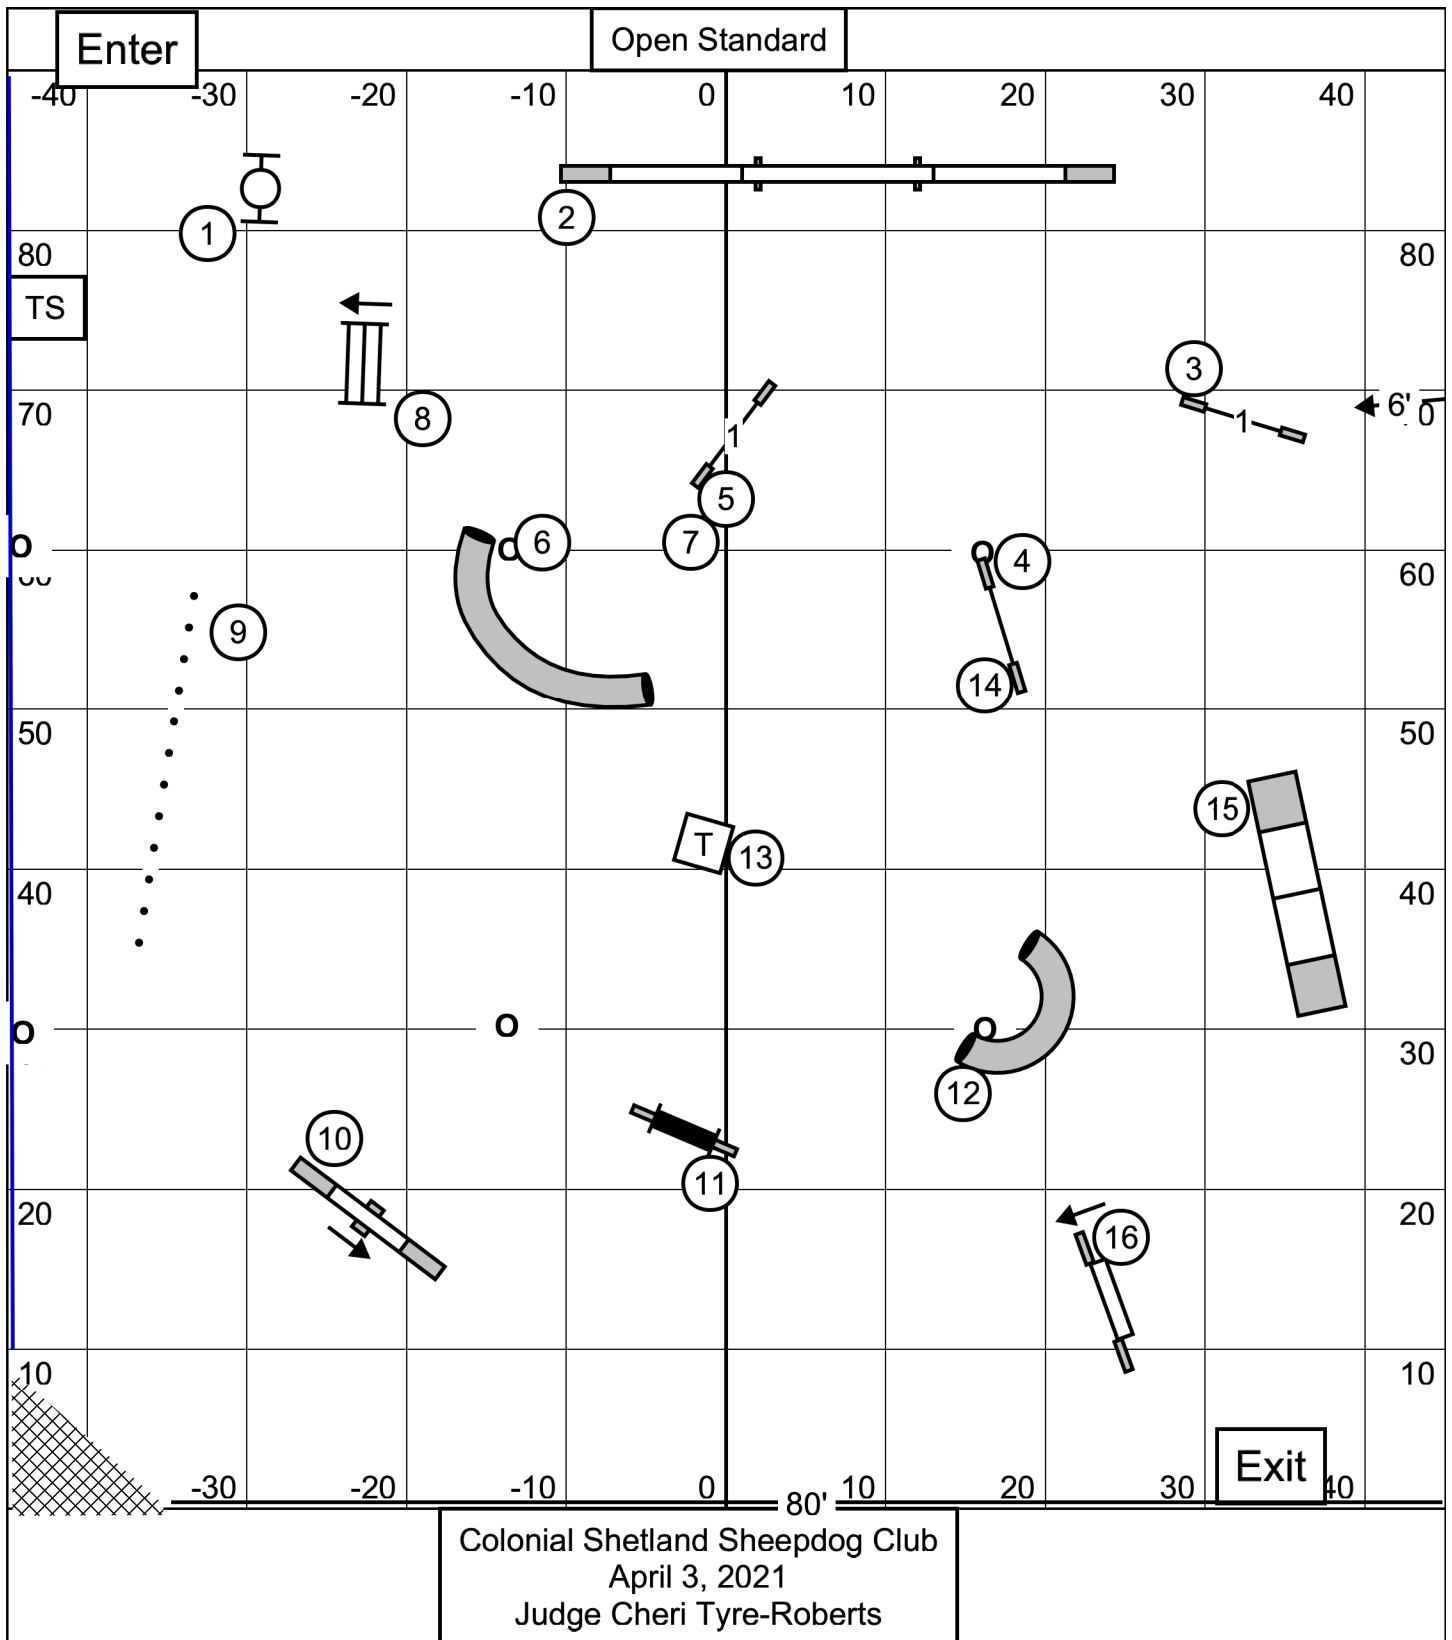 Enter
Open Standard
-40 -30 -20 -10 0 10 20 30 40
1
2
80 80
TS
3
8
6'
70
1
1
5
7
6
4
60
9
14
50 50
15
T
13
40 40
O
O
O
O
O
O
30
12
10
11
20 20
16
10 10
Exit
-30 -20 -10 0 10 20 30 40
80'
Colonial Shetland Sheepdog Club
April 3, 2021
Judge Cheri Tyre-Roberts